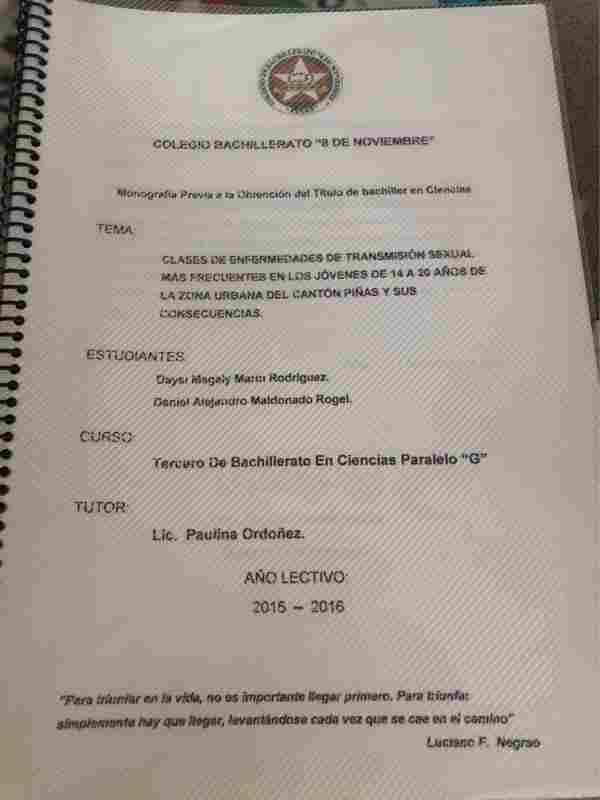 COLEGIO BACHILLERATO "8 DE NOVIEMBRE"
Monografía Previa a la Obtención del Título de bachiller en Ciencias
TEMA:
CLASES DE ENFERMEDADES DE TRANSMISIÓN SEXUAL
MAS FRECUENTES EN LOS JÓVENES DE 14 A 20 AÑOS DE
LA ZONA URBANA DEL CANTÓN PIÑAS Y SUS
CONSECUENCIAS.
ESTUDIANTES:
Daysi Magaly Marín Rodríguez.
Daniel Alejandro Maldonado Rogel.
CURSO:
Tercero De Bachillerato En Ciencias Paralelo "G"
TUTOR:
Lic. Paulina Ordoñez.
AÑO LECTIVO:
2015 – 2016
"Para triunfar en la vida, no es importante llegar primero. Para triunfar
simplemente hay que llegar, levantándose cada vez que se cae en el camino"
Luciano F. Negrao